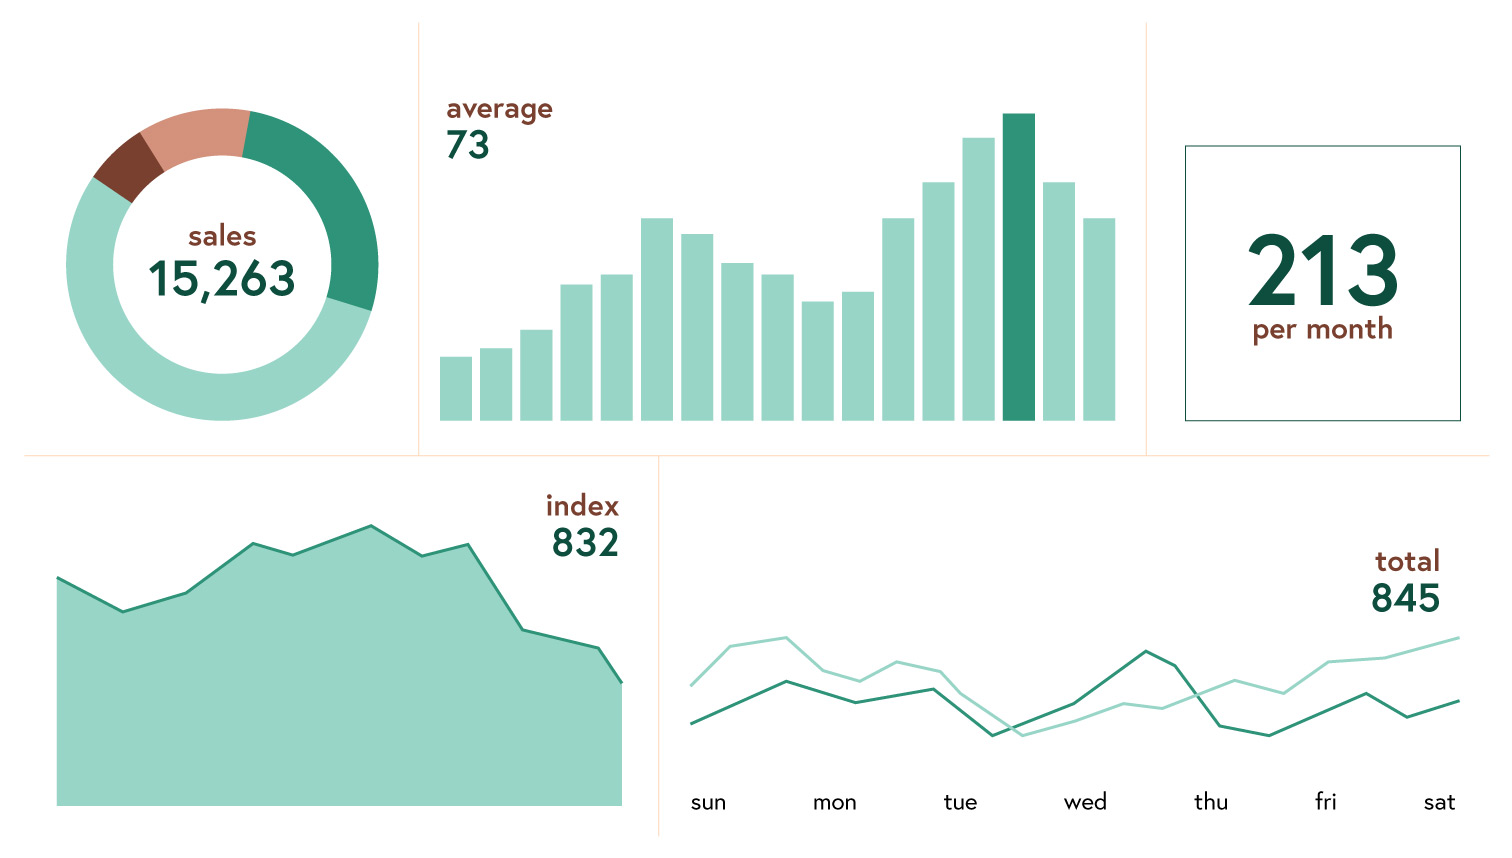 sales
15,263
average
73
213
per month
index
832
total
845
sun mon tue wed thu fri sat